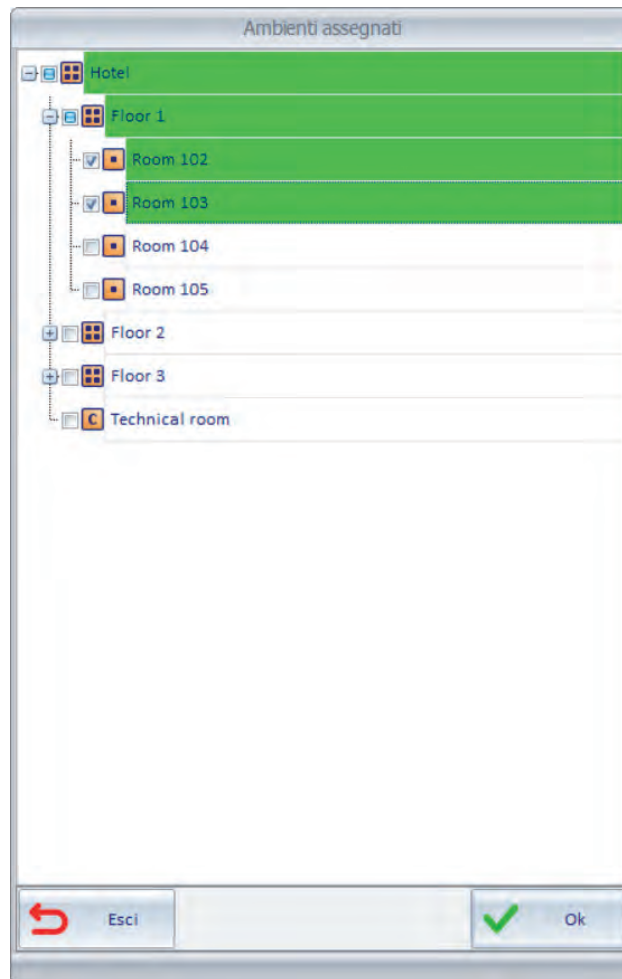 Ambienti assegnati
Hotel
Floor 1
Room 102
Room 103
Room 104
Room 105
Floor 2
Floor 3
C Technical room
Esci
Ok